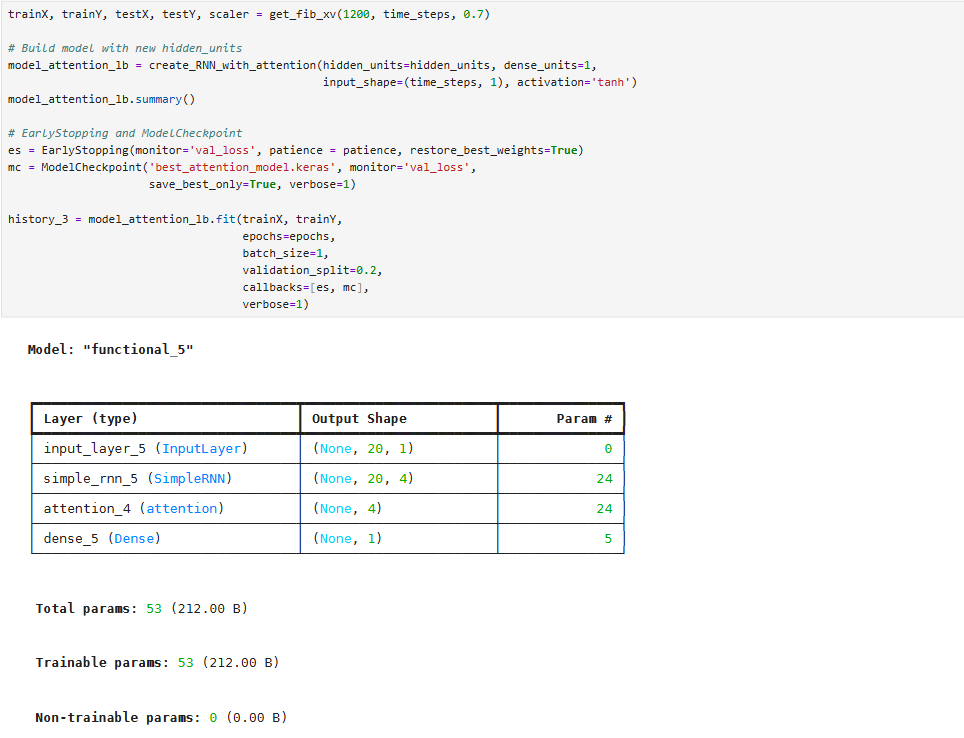 trainX, trainY, testX, testY, scaler = get_fib_xv(1200, time_steps, 0.7)
# Build model with new hidden_units
model_attention_lb = create_RNN_with_attention(hidden_units=hidden_units, dense_units=1,
input_shape=(time_steps, 1), activation='tanh')
model_attention_lb.summary()
# EarlyStopping and ModelCheckpoint
es = EarlyStopping(monitor='val_loss', patience = patience, restore_best_weights=True)
mc = ModelCheckpoint('best_attention_model.keras', monitor='val_loss',
save_best_only=True, verbose=1)
history_3 = model_attention_lb.fit(trainX, trainY,
epochs=epochs,
batch_size=1,
validation_split=0.2,
callbacks=[es, mc],
verbose=1)
Model: "functional_5"
Layer (type) Output Shape Param #
input_layer_5 (InputLayer) (None, 20, 1) 0
simple_rnn_5 (SimpleRNN) (None, 20, 4) 24
attention_4 (attention) (None, 4) 24
dense_5 (Dense) (None, 1) 5
Total params: 53 (212.00 B)
Trainable params: 53 (212.00 B)
Non-trainable params: 0 (0.00 B)